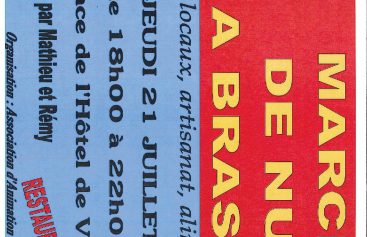 MARC
DE NU
A BRAS
locaux, artisanat, ali
JEUDI 21 JUILLET
e 18h00 à 22h0
ace de l'Hôtel de V
par Mathieu et Rémy
RESTAU
Organisation : Association d'Animation